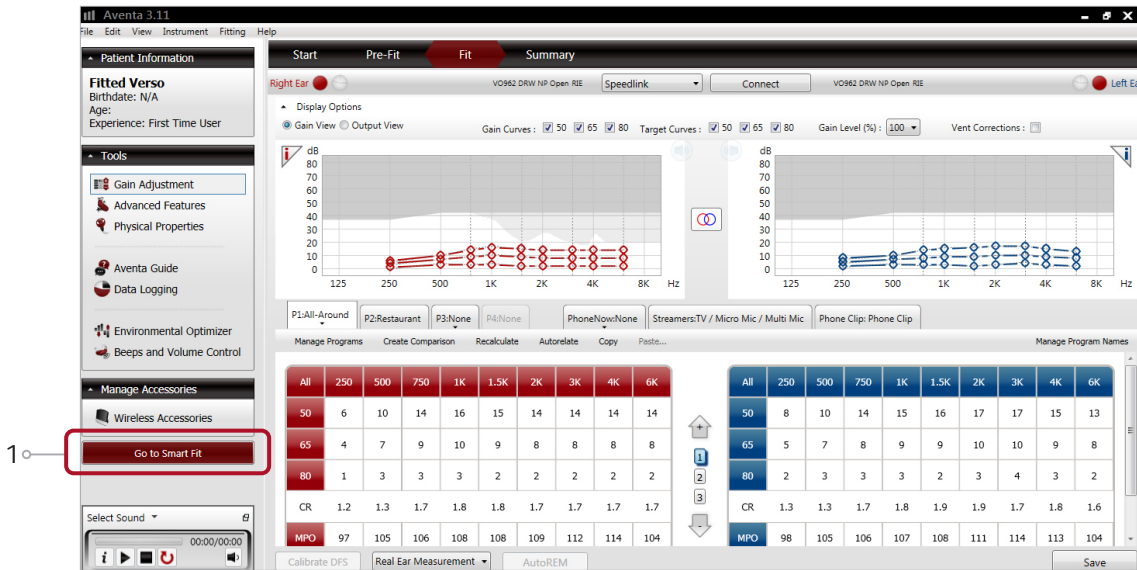 Aventa 3.11
File Edit View Instrument Fitting Help
Patient Information
Fitted Verso
Birthdate: N/A
Age:
Experience: First Time User
Tools
Gain Adjustment
Advanced Features
Physical Properties
Aventa Guide
Data Logging
Environmental Optimizer
Beeps and Volume Control
Manage Accessories
Wireless Accessories
1
Go to Smart Fit
Select Sound
00:00/00:00
Start Pre-Fit Fit Summary
Right Ear VO962 DRW NP Open RIE Speedlink Connect VO962 DRW NP Open RIE Left Ea
Display Options
Gain View Output View Gain Curves : 50 65 80 Target Curves : 50 65 80 Gain Level (%) : 100 Vent Corrections :
dB dB
80 80
70 70
60 60
50 50
40 40
30 30
20 20
10 10
0 0
125 250 500 1K 2K 4K 8K Hz 125 250 500 1K 2K 4K 8K Hz
P1:All-Around P2:Restaurant P3:None P4:None PhoneNow:None Streamers:TV / Micro Mic / Multi Mic Phone Clip: Phone Clip
Manage Programs Create Comparison Recalculate Autorelate Copy Paste... Manage Program Names
All 250 500 750 1K 1.5K 2K 3K 4K 6K All 250 500 750 1K 1.5K 2K 3K 4K 6K
50 6 10 14 16 15 14 14 14 14 50 8 10 14 15 16 17 17 15 13
+
65 4 7 9 10 9 8 8 8 8 1 65 5 7 8 9 9 10 10 9 8
80 1 3 3 3 2 2 2 2 2 2 80 2 3 3 3 2 3 4 3 2
3
CR 1.2 1.3 1.7 1.8 1.8 1.7 1.7 1.7 1.7 CR 1.3 1.3 1.7 1.8 1.9 1.9 1.7 1.8 1.6
-
MPO 97 105 106 108 108 109 112 114 104 MPO 98 105 106 107 108 111 114 113 104
Calibrate DFS Real Ear Measurement AutoREM Save